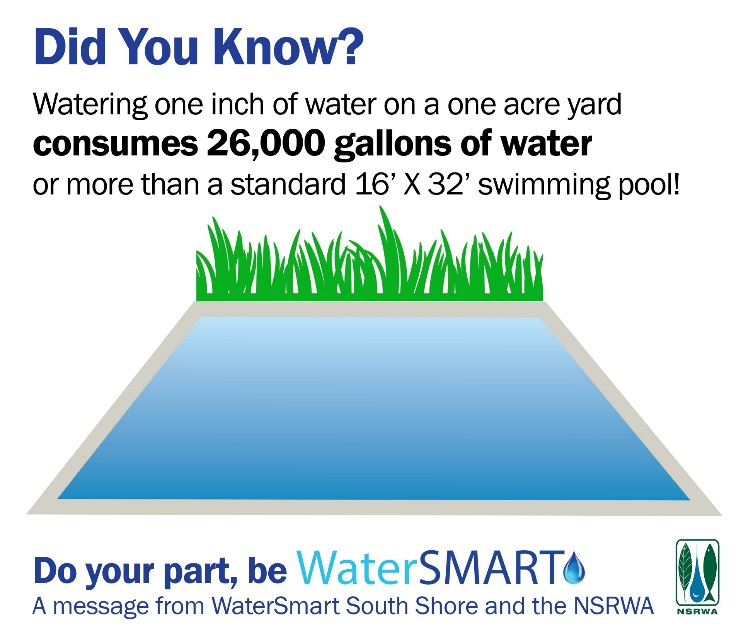 Did You Know?
Watering one inch of water on a one acre yard
consumes 26,000 gallons of water
or more than a standard 16’ X 32’ swimming pool!
Do your part, be WaterSMART
A message from WaterSmart South Shore and the NSRWA
NSRWA